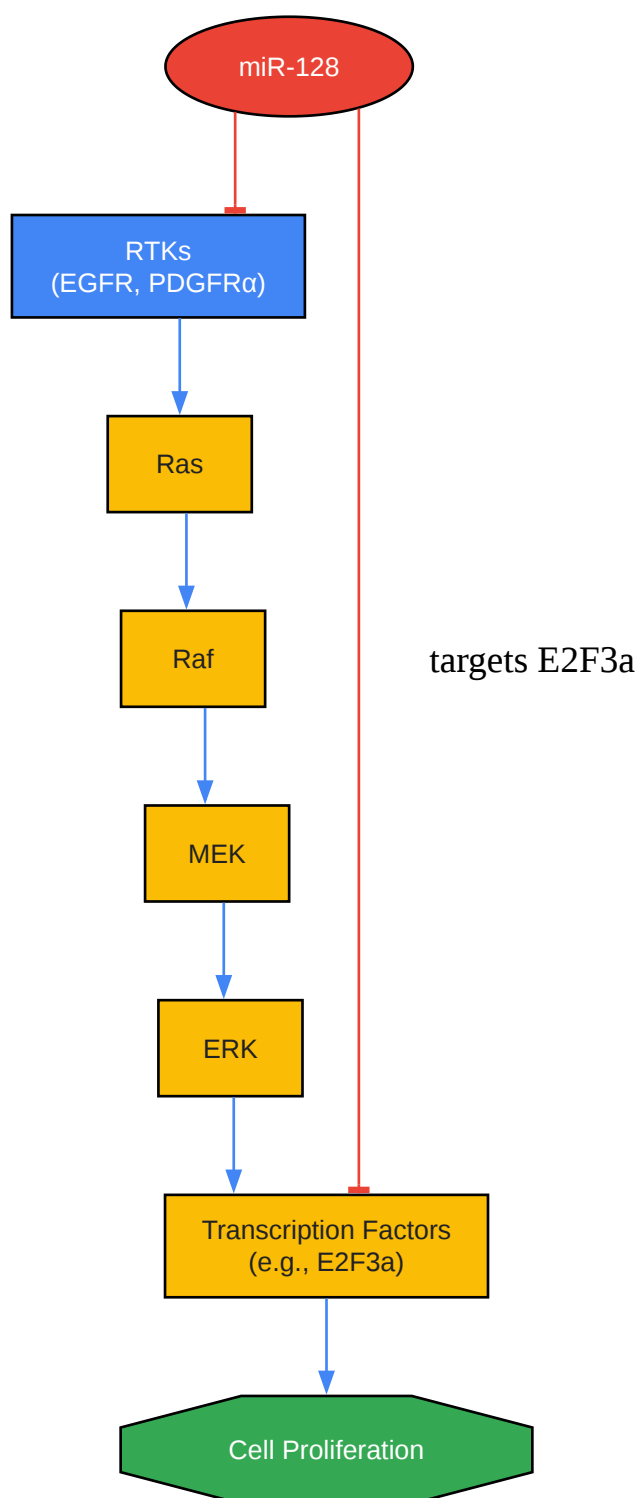 miR-128
RTKs
(EGFR, PDGFRα)
Ras
Raf
targets E2F3a
MEK
ERK
Transcription Factors
(e.g., E2F3a)
Cell Proliferation